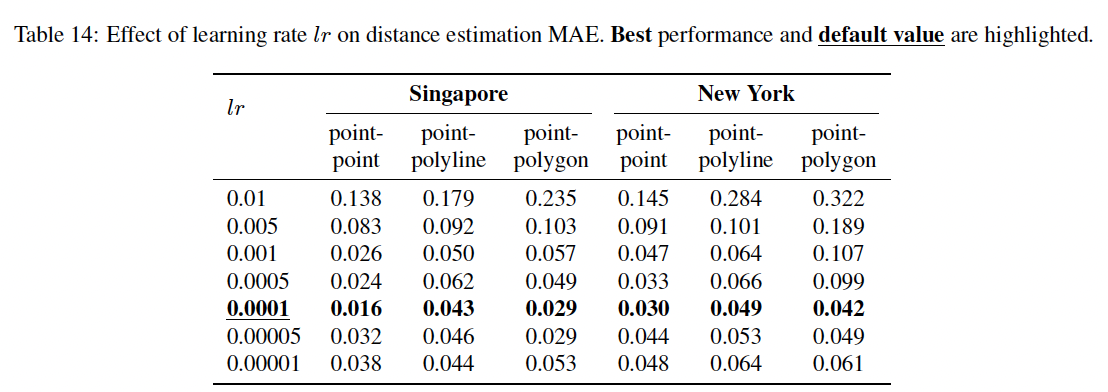 Table 14: Effect of learning rate lr on distance estimation MAE. Best performance and default value are highlighted.
lr Singapore New York
point-point point-polyline point-polygon point-point point-polyline point-polygon
0.01 0.138 0.179 0.235 0.145 0.284 0.322
0.005 0.083 0.092 0.103 0.091 0.101 0.189
0.001 0.026 0.050 0.057 0.047 0.064 0.107
0.0005 0.024 0.062 0.049 0.033 0.066 0.099
0.0001 0.016 0.043 0.029 0.030 0.049 0.042
0.00005 0.032 0.046 0.029 0.044 0.053 0.049
0.00001 0.038 0.044 0.053 0.048 0.064 0.061